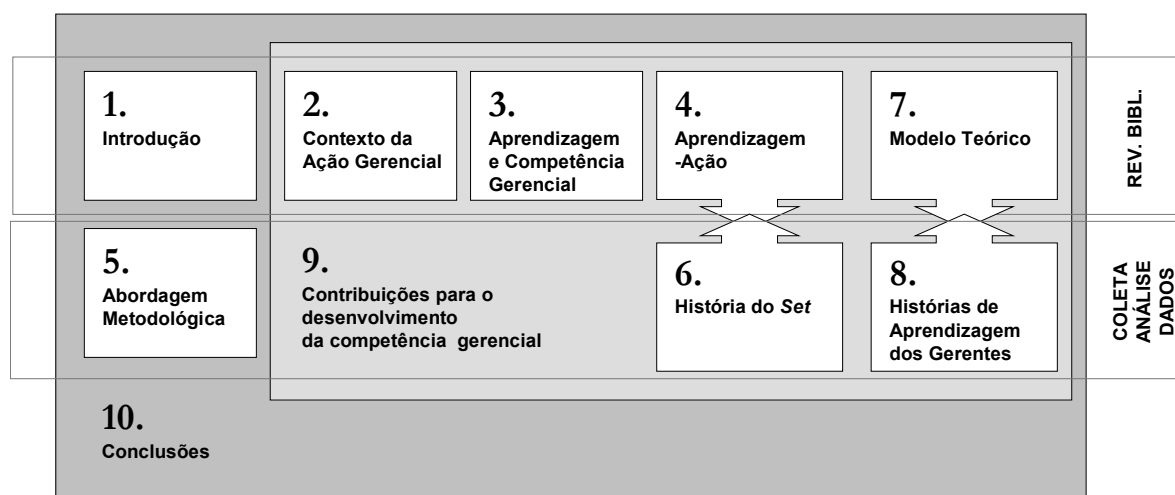 1.
Introdução
2.
Contexto da
Ação Gerencial
3.
Aprendizagem
e Competência
Gerencial
4.
Aprendizagem
-Ação
7.
Modelo Teórico
REV. BIBL.
5.
Abordagem
Metodológica
9.
Contribuições para o
desenvolvimento
da competência gerencial
6.
História do Set
8.
Histórias de
Aprendizagem
dos Gerentes
COLETA
ANÁLISE
DADOS
10.
Conclusões